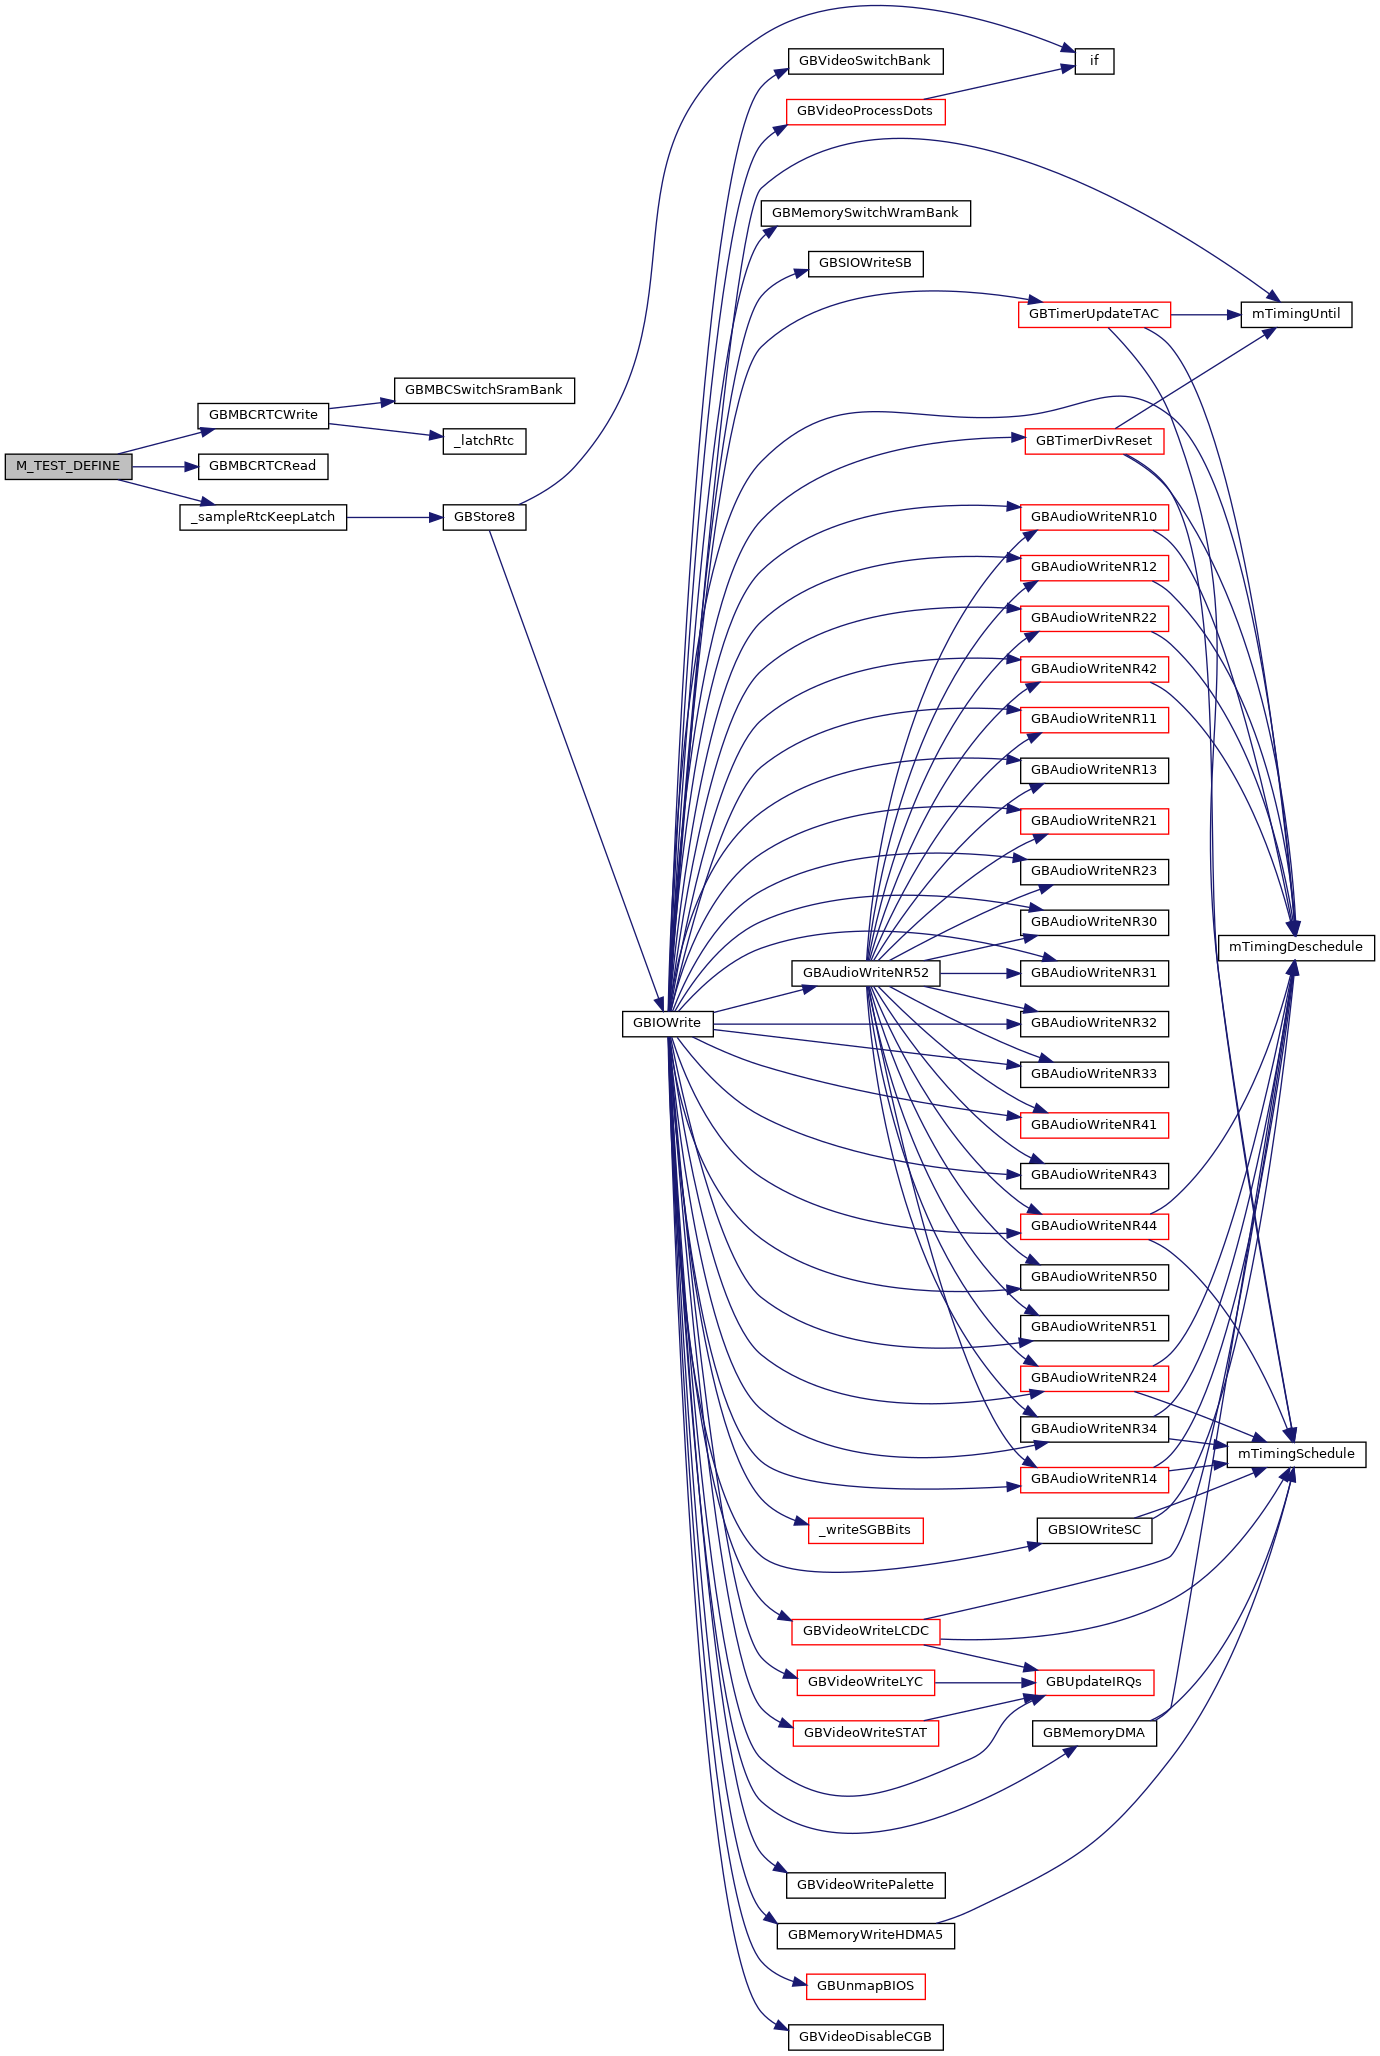 if
GBVideoSwitchBank
GBVideoProcessDots
GBMemorySwitchWramBank
GBSIOWriteSB
GBTimerUpdateTAC
mTimingUntil
GBMBCSwitchSramBank
GBMBCRTCWrite
_latchRtc
GBTimerDivReset
M_TEST_DEFINE
GBMBCRTCRead
_sampleRtcKeepLatch
GBStore8
GBAudioWriteNR10
GBAudioWriteNR12
GBAudioWriteNR22
GBAudioWriteNR42
GBAudioWriteNR11
GBAudioWriteNR13
GBAudioWriteNR21
GBAudioWriteNR23
GBAudioWriteNR30
mTimingDeschedule
GBAudioWriteNR52
GBAudioWriteNR31
GBIOWrite
GBAudioWriteNR32
GBAudioWriteNR33
GBAudioWriteNR41
GBAudioWriteNR43
GBAudioWriteNR44
GBAudioWriteNR50
GBAudioWriteNR51
GBAudioWriteNR24
GBAudioWriteNR34
mTimingSchedule
GBAudioWriteNR14
_writeSGBBits
GBSIOWriteSC
GBVideoWriteLCDC
GBVideoWriteLYC
GBUpdateIRQs
GBVideoWriteSTAT
GBMemoryDMA
GBVideoWritePalette
GBMemoryWriteHDMA5
GBUnmapBIOS
GBVideoDisableCGB